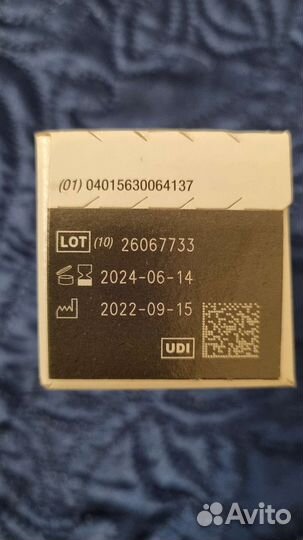 (01) 04015630064137
LOT (10) 26067733
2024-06-14
2022-09-15
UDI
Avito